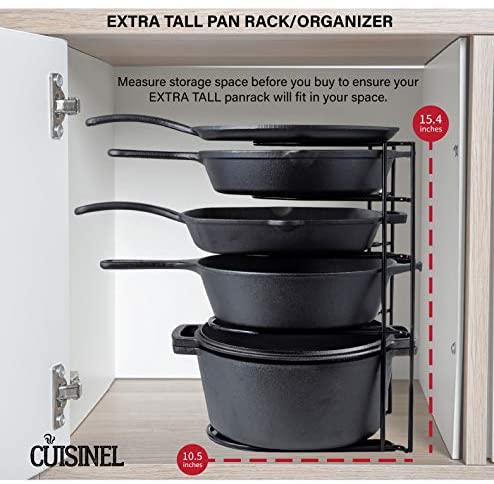 EXTRA TALL PAN RACK/ORGANIZER
Measure storage space before you buy to ensure your
EXTRA TALL panrack will fit in your space.
15.4
inches
10.5
inches
CUISINEL